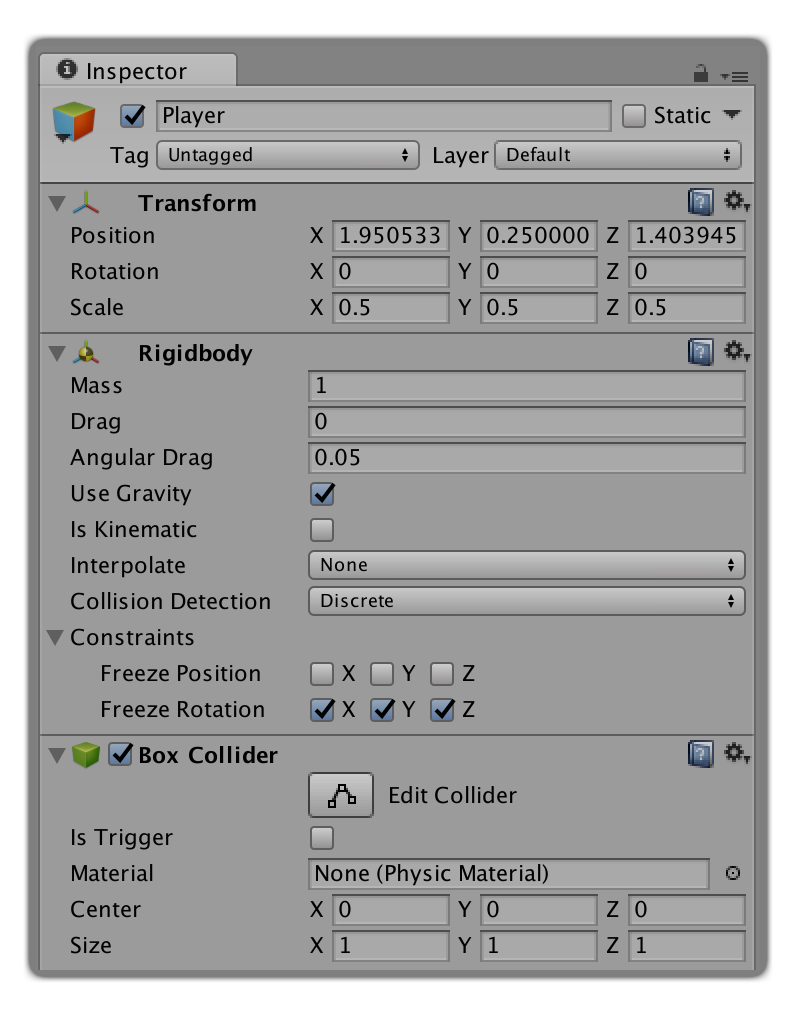 Inspector
Player Static
Tag Untagged Layer Default
Transform
Position X 1.950533 Y 0.250000 Z 1.403945
Rotation X 0 Y 0 Z 0
Scale X 0.5 Y 0.5 Z 0.5
Rigidbody
Mass 1
Drag 0
Angular Drag 0.05
Use Gravity
Is Kinematic
Interpolate None
Collision Detection Discrete
Constraints
Freeze Position X Y Z
Freeze Rotation X Y Z
Box Collider
Edit Collider
Is Trigger
Material None (Physic Material)
Center X 0 Y 0 Z 0
Size X 1 Y 1 Z 1